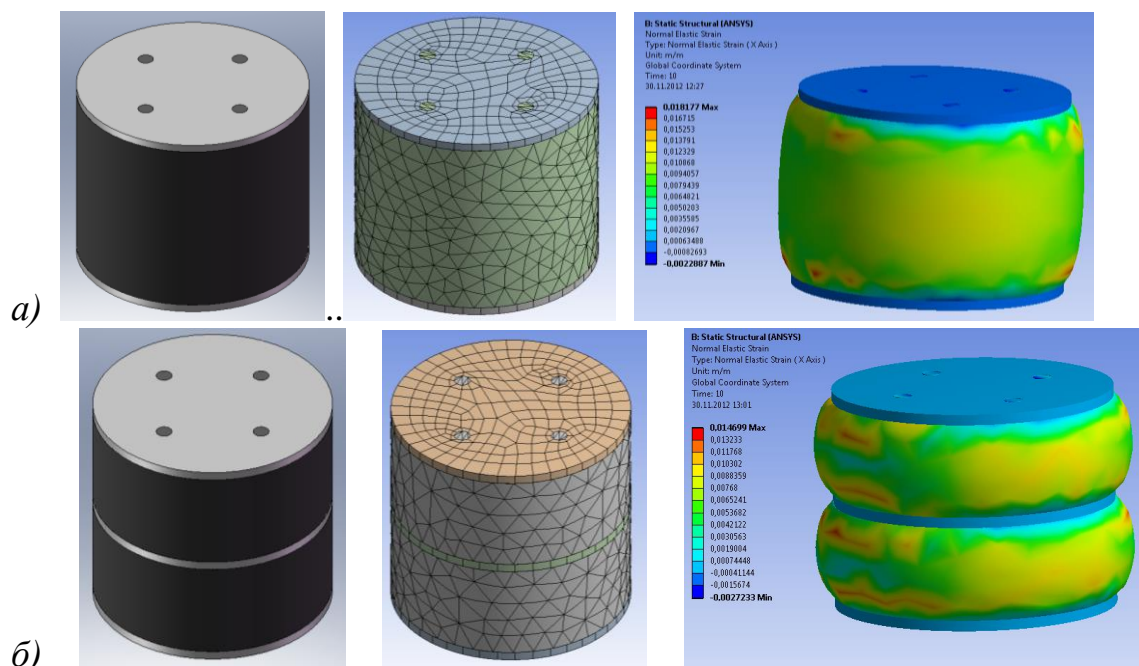 B: Static Structural (ANSYS)
Normal Elastic Strain
Type: Normal Elastic Strain ( X Axis )
Unit: m/m
Global Coordinate System
Time: 10
30.11.2012 12:27
0,018177 Max
0,016715
0,015253
0,013791
0,012329
0,010868
0,0094057
0,0079439
0,0064821
0,0050203
0,0035585
0,0020967
0,00063488
-0,00082693
-0,0022887 Min
а)
..
B: Static Structural (ANSYS)
Normal Elastic Strain
Type: Normal Elastic Strain ( X Axis )
Unit: m/m
Global Coordinate System
Time: 10
30.11.2012 13:01
0,014699 Max
0,013233
0,011768
0,010302
0,0088359
0,00768
0,0065241
0,0053682
0,0042122
0,0030563
0,0019004
0,00074448
-0,00041144
-0,0015674
-0,0027233 Min
б)